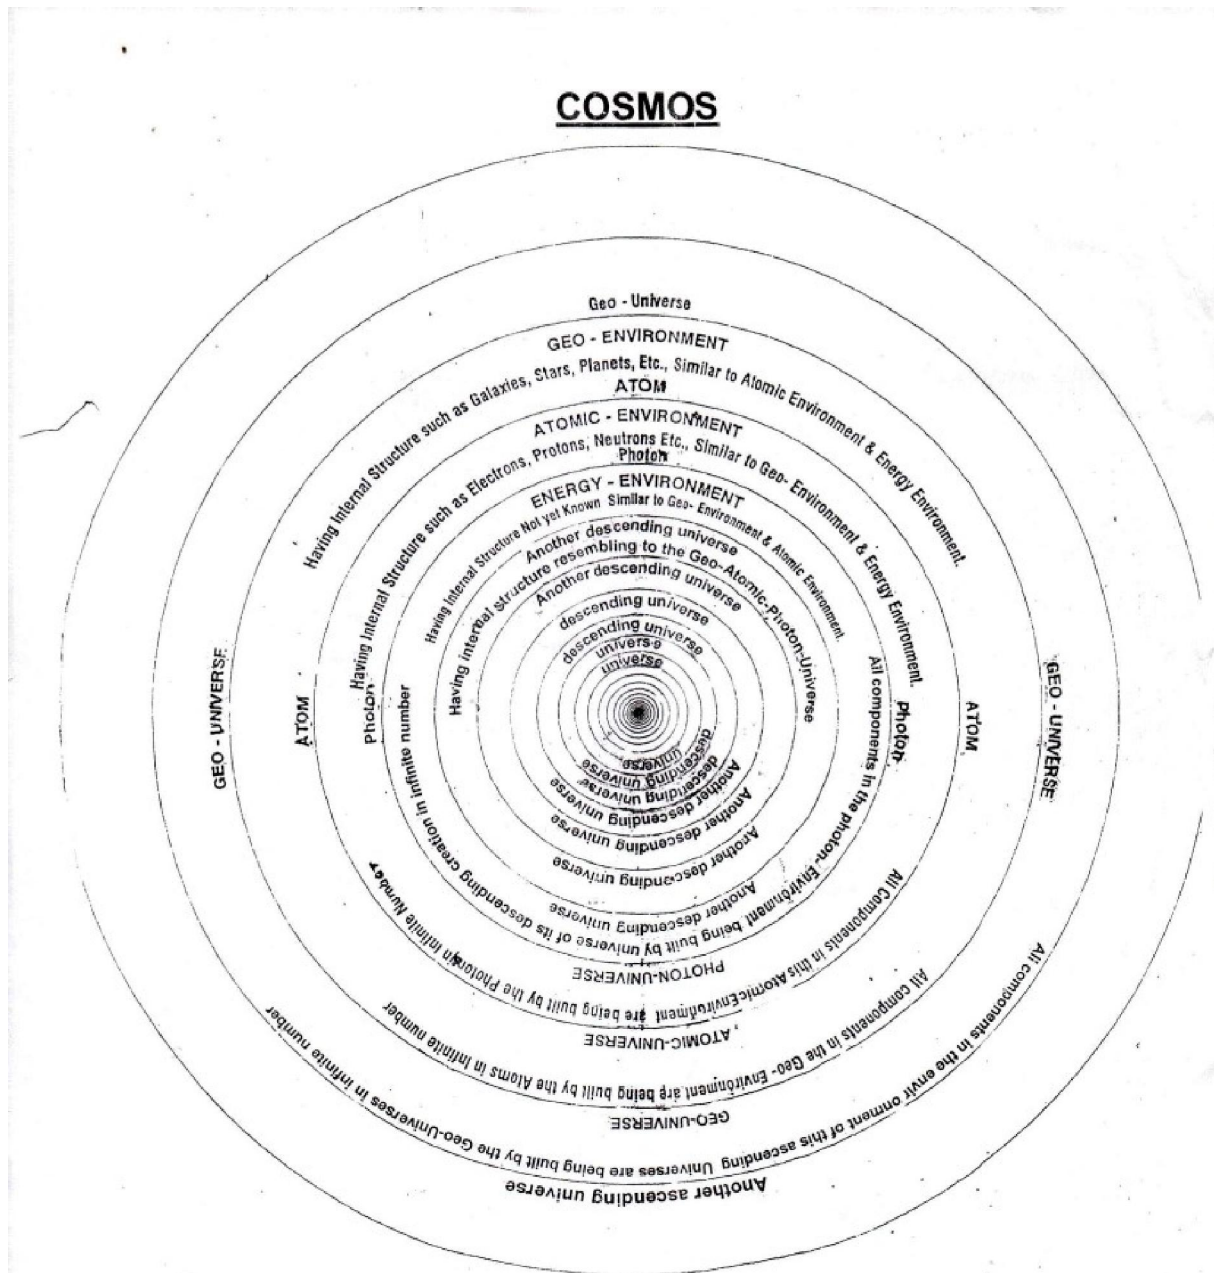 COSMOS
Geo - Universe
GEO - ENVIRONMENT
Having Internal Structure such as Galaxies, Stars, Planets, Etc., Similar to Atomic Environment & Energy Environment.
ATOM
ATOMIC - ENVIRONMENT
Having Internal Structure such as Electrons, Protons, Neutrons Etc., Similar to Geo- Environment & Energy Environment.
Photon
ENERGY - ENVIRONMENT
Having Internal Structure Not yet Known Similar to Geo- Environment & Atomic Environment.
Another descending universe
Having internal Structure resembling to the Geo-Atomic-Photon-Universe
Another descending universe
descending universe
descending universe
universe
universe
GEO - UNIVERSE
ATOM
Photon
Photon
ATOM
GEO - UNIVERSE
universe
descending universe
descending universe
Another descending universe
Another descending universe
Another descending universe
Another descending universe
All components in the photon- Environment being built by universe of its descending creation in infinite number
PHOTON-UNIVERSE
All Components in this Atomic Environment are being built by the Photons in Infinite Number
ATOMIC-UNIVERSE
All components in the Geo- Environment are being built by the Atoms in Infinite number
GEO-UNIVERSE
All components in the envir onment of this ascending Universes are being built by the Geo-Universes in infinite number
Another ascending universe